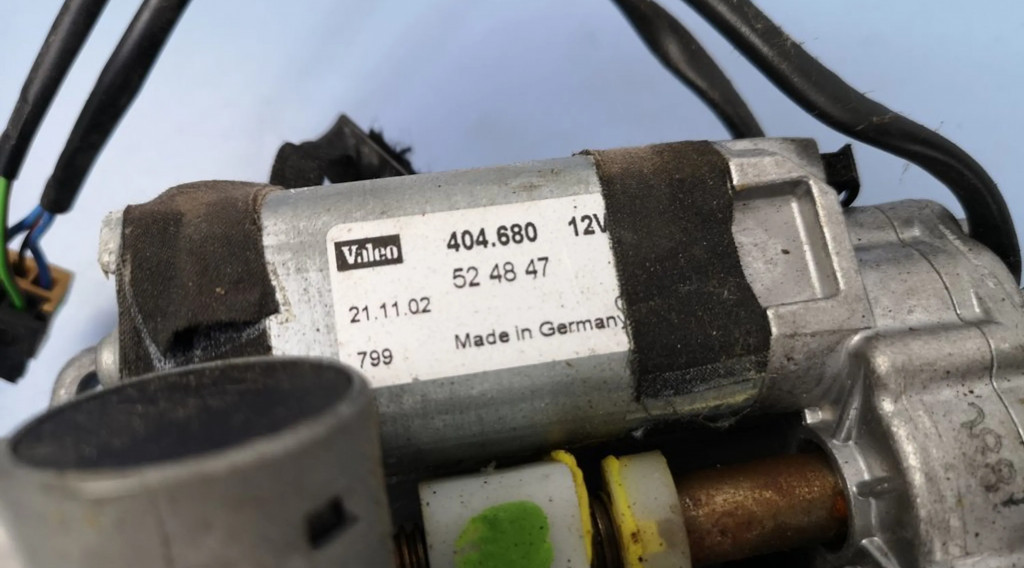 Valeo 404.680 12V
52 48 47
21.11.02
Made in Germany
799